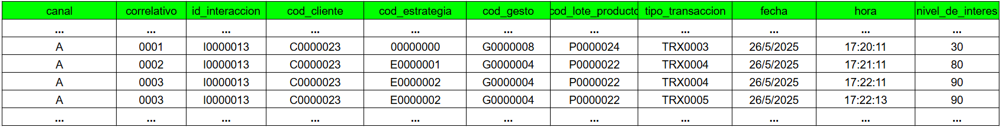 canal correlativo id_interaccion cod_cliente cod_estrategia cod_gesto cod_lote_producto tipo_transaccion fecha hora nivel_de_interes
... ... ... ... ... ... ... ... ... ... ...
A 0001 I0000013 C0000023 00000000 G0000008 P0000024 TRX0003 26/5/2025 17:20:11 30
A 0002 I0000013 C0000023 E0000001 G0000004 P0000022 TRX0004 26/5/2025 17:21:11 80
A 0003 I0000013 C0000023 E0000002 G0000004 P0000022 TRX0004 26/5/2025 17:22:11 90
A 0003 I0000013 C0000023 E0000002 G0000004 P0000022 TRX0005 26/5/2025 17:22:13 90
... ... ... ... ... ... ... ... ... ... ...